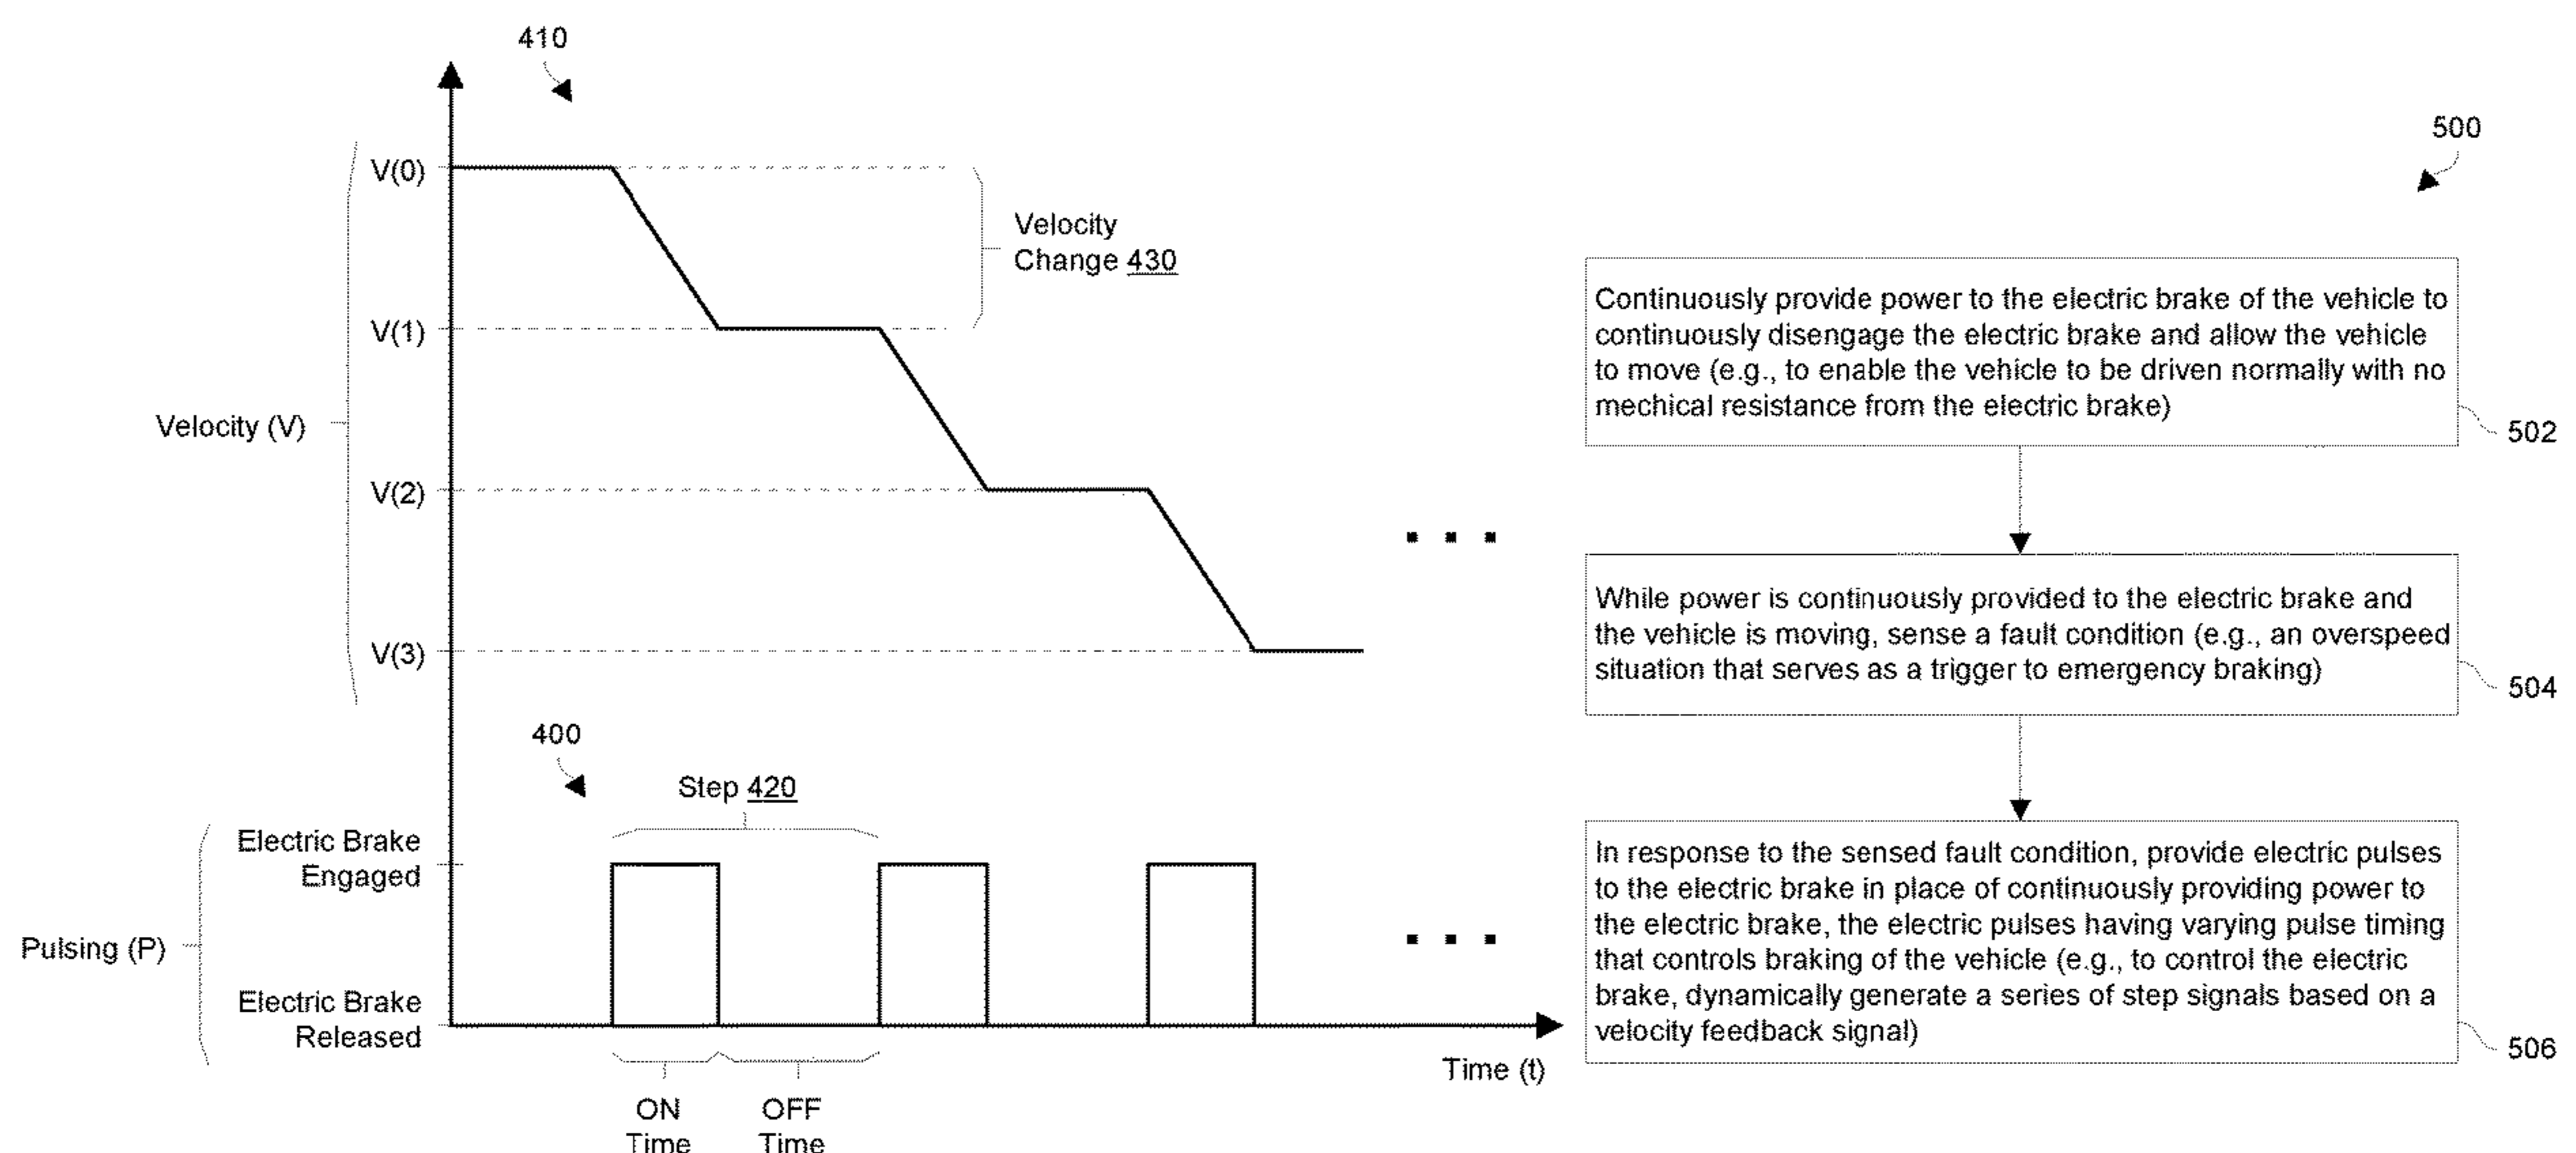 410
V(0)
Velocity
Change 430
V(1)
Velocity (V)
V(2)
V(3)
400
Step 420
Electric Brake
Engaged
Pulsing (P)
Electric Brake
Released
Time (t)
ON
Time
OFF
Time
500
Continuously provide power to the electric brake of the vehicle to
continuously disengage the electric brake and allow the vehicle
to move (e.g., to enable the vehicle to be driven normally with no
mechical resistance from the electric brake)
502
While power is continuously provided to the electric brake and
the vehicle is moving, sense a fault condition (e.g., an overspeed
situation that serves as a trigger to emergency braking)
504
In response to the sensed fault condition, provide electric pulses
to the electric brake in place of continuously providing power to
the electric brake, the electric pulses having varying pulse timing
that controls braking of the vehicle (e.g., to control the electric
brake, dynamically generate a series of step signals based on a
velocity feedback signal)
506